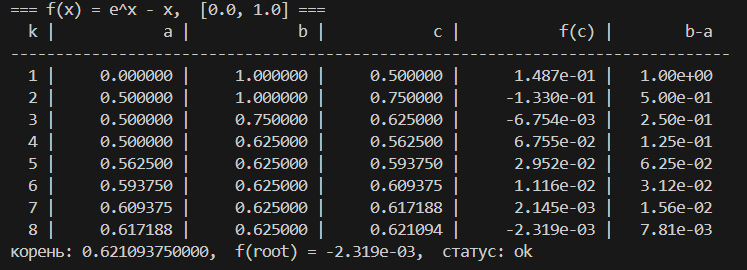 === f(x) = e^x - x,  [0.0, 1.0] ===
  k |          a |          b |          c |         f(c) |      b-a
------------------------------------------------------------------------
  1 |   0.000000 |   1.000000 |   0.500000 |    1.487e-01 | 1.00e+00
  2 |   0.500000 |   1.000000 |   0.750000 |   -1.330e-01 | 5.00e-01
  3 |   0.500000 |   0.750000 |   0.625000 |   -6.754e-03 | 2.50e-01
  4 |   0.500000 |   0.625000 |   0.562500 |    6.755e-02 | 1.25e-01
  5 |   0.562500 |   0.625000 |   0.593750 |    2.952e-02 | 6.25e-02
  6 |   0.593750 |   0.625000 |   0.609375 |    1.116e-02 | 3.12e-02
  7 |   0.609375 |   0.625000 |   0.617188 |    2.145e-03 | 1.56e-02
  8 |   0.617188 |   0.625000 |   0.621094 |   -2.319e-03 | 7.81e-03
корень: 0.621093750000,  f(root) = -2.319e-03,  статус: ok